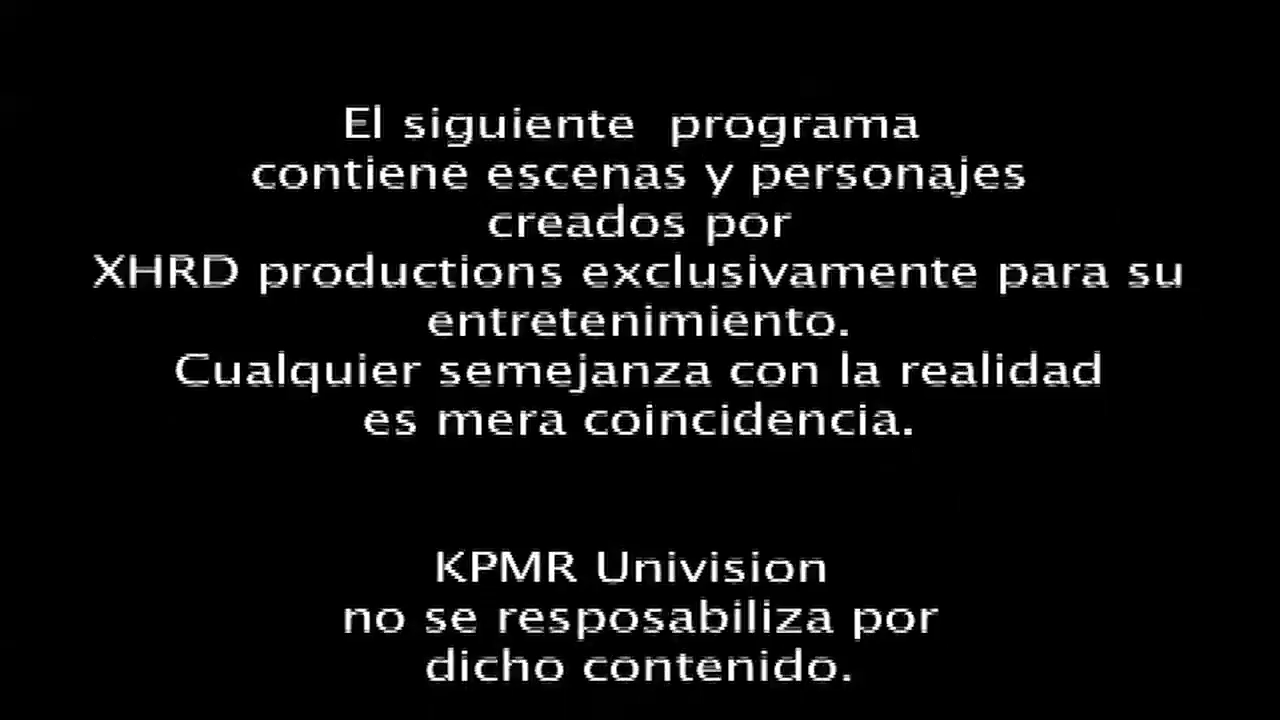 El siguiente programa
contiene escenas y personajes
creados por
XHRD productions exclusivamente para su
entretenimiento.
Cualquier semejanza con la realidad
es mera coincidencia.
KPMR Univision
no se resposabiliza por
dicho contenido.